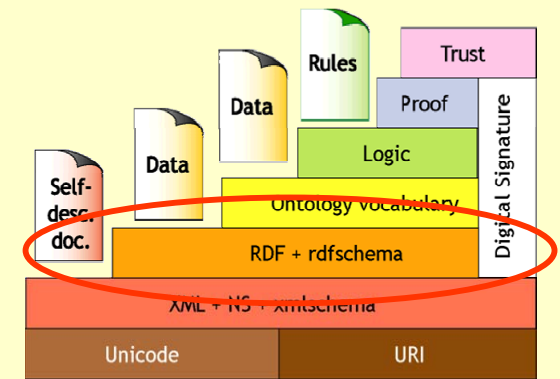 Trust
Rules
Proof
Data
Logic
Data
Digital Signature
Self-
desc.
doc.
Ontology vocabulary
RDF + rdfschema
XML + NS + xmlschema
Unicode
URI